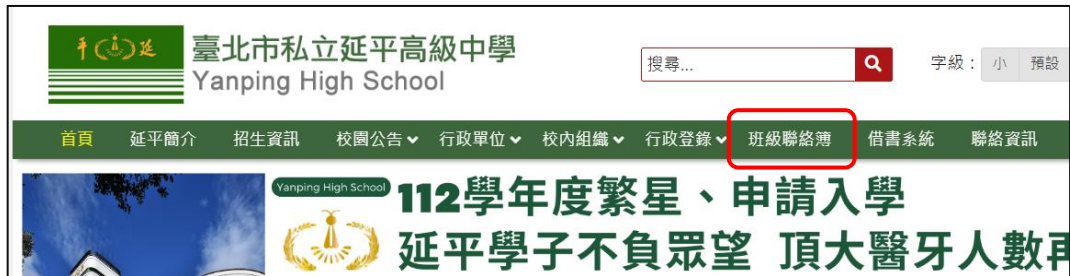 平延
臺北市私立延平高級中學
Yanping High School
搜尋...
字級： 小 預設
首頁 延平簡介 招生資訊 校園公告 行政單位 校內組織 行政登錄 班級聯絡簿 借書系統 聯絡資訊
Yanping High School
112學年度繁星、申請入學
延平學子不負眾望 頂大醫牙人數再